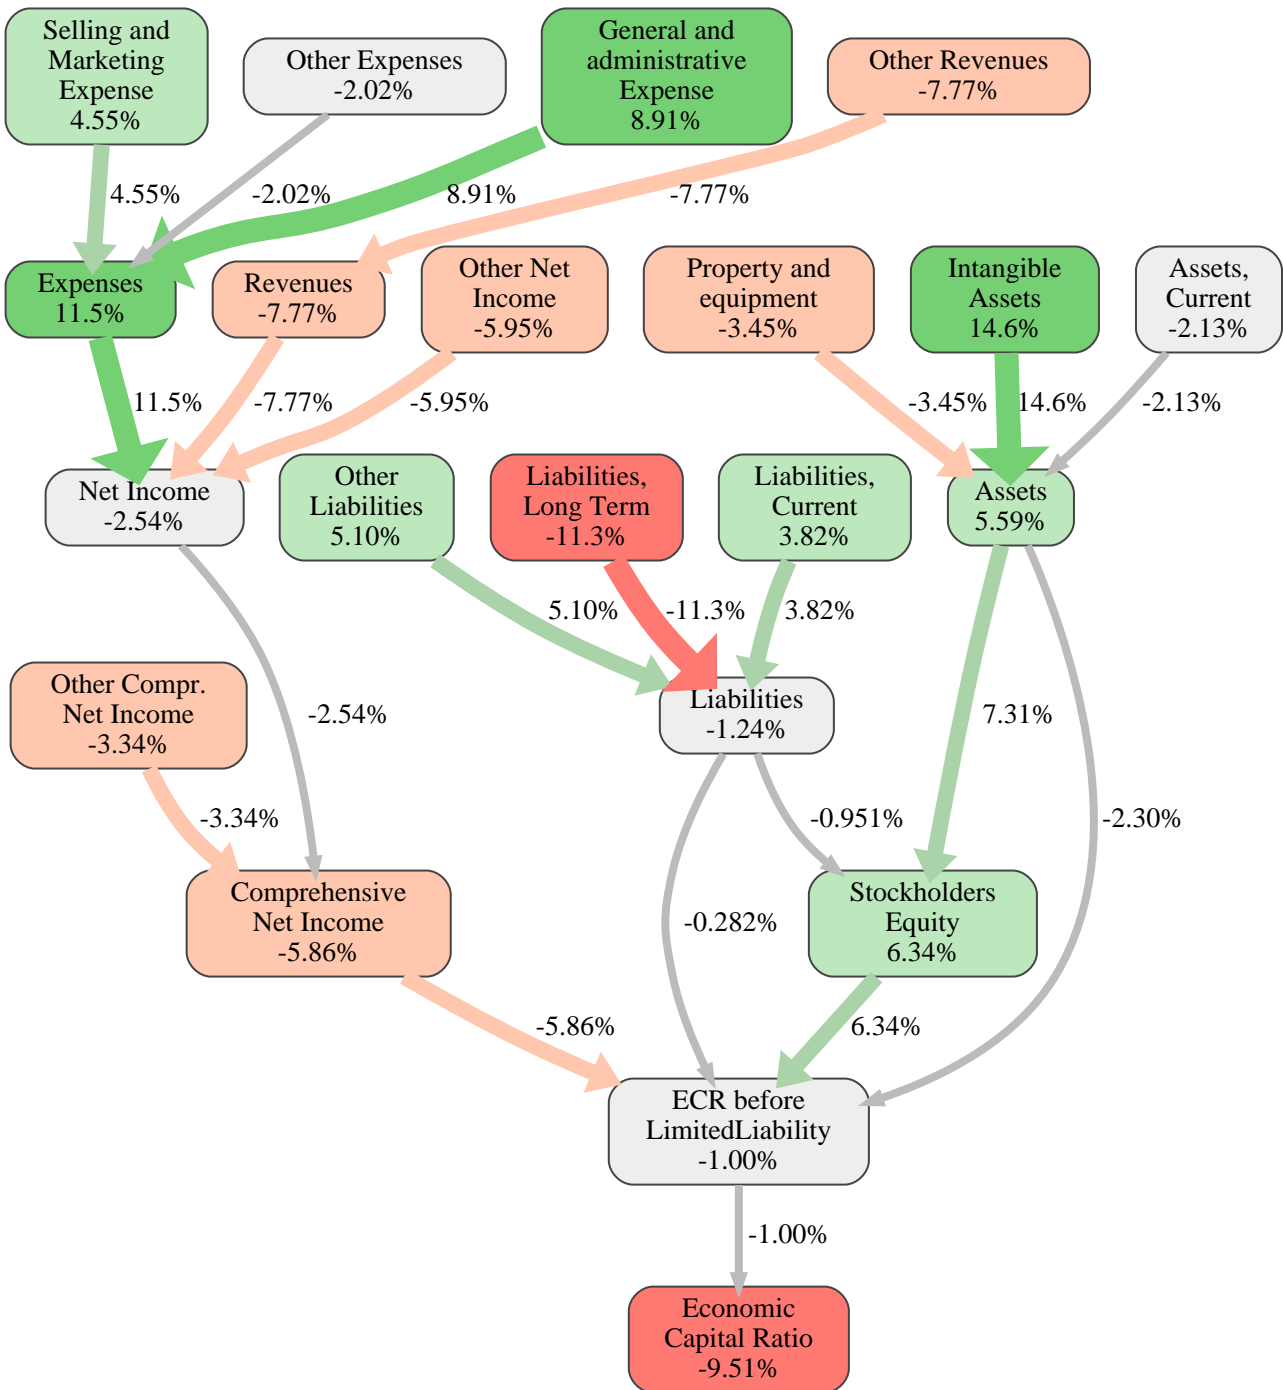 Selling and
Marketing
Expense
4.55%
Other Expenses
-2.02%
General and
administrative
Expense
8.91%
Other Revenues
-7.77%
4.55%
-2.02%
8.91%
-7.77%
Expenses
11.5%
Revenues
-7.77%
Other Net
Income
-5.95%
Property and
equipment
-3.45%
Intangible
Assets
14.6%
Assets,
Current
-2.13%
11.5%
-7.77%
-5.95%
-3.45%
14.6%
-2.13%
Net Income
-2.54%
Other
Liabilities
5.10%
Liabilities,
Long Term
-11.3%
Liabilities,
Current
3.82%
Assets
5.59%
5.10%
-11.3%
3.82%
Other Compr.
Net Income
-3.34%
-2.54%
Liabilities
-1.24%
7.31%
-3.34%
-0.951%
-2.30%
Comprehensive
Net Income
-5.86%
-0.282%
Stockholders
Equity
6.34%
-5.86%
6.34%
ECR before
LimitedLiability
-1.00%
-1.00%
Economic
Capital Ratio
-9.51%